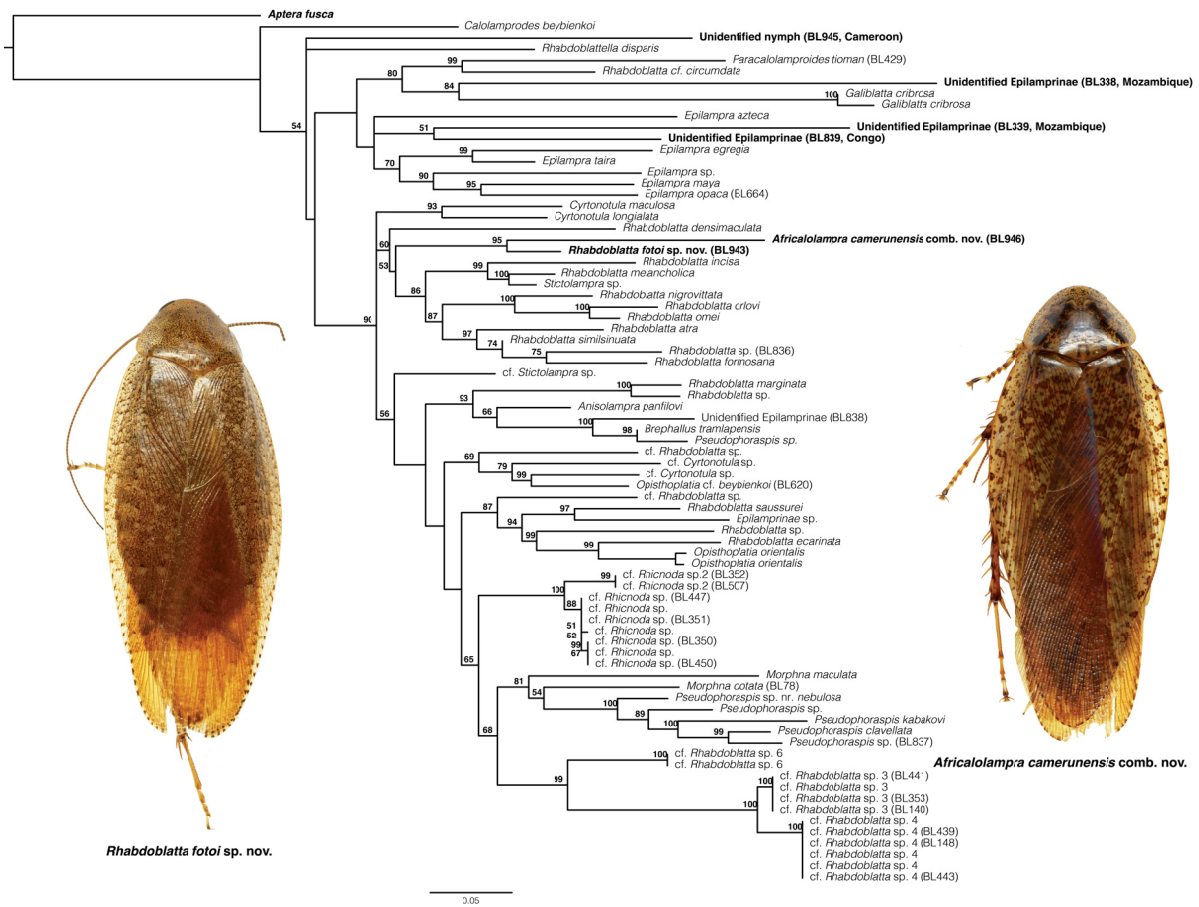 Aptera fusca
Calolamprodes beybienkoi
Unidentified nymph (BL945, Cameroon)
Rhabdoblattella disparis
Paracalolamproides tioman (BL429)
99
Rhabdoblatta cf. circumdata
80
Unidentified Epilamprinae (BL338, Mozambique)
84
Galiblatta cribrosa
100
Galiblatta cribrosa
Epilampra azteca
54
Unidentified Epilamprinae (BL339, Mozambique)
51
Unidentified Epilamprinae (BL839, Congo)
Epilampra egregia
99
Epilampra taira
70
Epilampra sp.
90
Epilampra maya
95
Epilampra opaca (BL664)
Cyrtonotula maculosa
93
Cyrtonotula longialata
Rhabdoblatta densimaculata
60
Africalolampra camerunensis comb. nov. (BL946)
95
Rhabdoblatta fotoi sp. nov. (BL943)
53
Rhabdoblatta incisa
99
Rhabdoblatta meancholica
100
Stictolampra sp.
86
Rhabdobatta nigrovittata
100
Rhabdoblatta orlovi
100
Rhabdoblatta omei
87
90
Rhabdoblatta atra
97
Rhabdoblatta similsinuata
74
Rhabdoblatta sp. (BL836)
75
Rhabdoblatta formosana
cf. Stictolampra sp.
Rhabdoblatta marginata
100
Rhabdoblatta sp.
93
Anisolampra panfilovi
66
56
Unidentified Epilamprinae (BL838)
100
Brephallus tramlapensis
98
Pseudophoraspis sp.
cf. Rhabdoblatta sp.
69
cf. Cyrtonotula sp.
79
cf. Cyrtonotula sp.
99
Opisthoplatia cf. beybienkoi (BL620)
cf. Rhabdoblatta sp.
87
Rhabdoblatta saussurei
97
Epilamprinae sp.
94
Rhabdoblatta sp.
99
Rhabdoblatta ecarinata
99
Opisthoplatia orientalis
Opisthoplatia orientalis
cf. Rhicnoda sp.2 (BL352)
99
cf. Rhicnoda sp.2 (BL507)
100
cf. Rhicnoda sp. (BL447)
88
cf. Rhicnoda sp.
cf. Rhicnoda sp. (BL351)
51
cf. Rhicnoda sp.
52
cf. Rhicnoda sp. (BL350)
99
cf. Rhicnoda sp.
67
cf. Rhicnoda sp. (BL450)
65
Morphna maculata
81
Morphna cotata (BL78)
54
Pseudophoraspis sp. nr. nebulosa
100
Pseudophoraspis sp.
89
Pseudophoraspis kabakovi
100
Pseudophoraspis clavellata
99
Pseudophoraspis sp. (BL837)
68
cf. Rhabdoblatta sp. 6
100
cf. Rhabdoblatta sp. 6
99
cf. Rhabdoblatta sp. 3 (BL441)
100
cf. Rhabdoblatta sp. 3
cf. Rhabdoblatta sp. 3 (BL353)
cf. Rhabdoblatta sp. 3 (BL140)
100
cf. Rhabdoblatta sp. 4
100
cf. Rhabdoblatta sp. 4 (BL439)
cf. Rhabdoblatta sp. 4 (BL148)
cf. Rhabdoblatta sp. 4
cf. Rhabdoblatta sp. 4
cf. Rhabdoblatta sp. 4 (BL443)
Rhabdoblatta fotoi sp. nov.
Africalolampra camerunensis comb. nov.
0.05